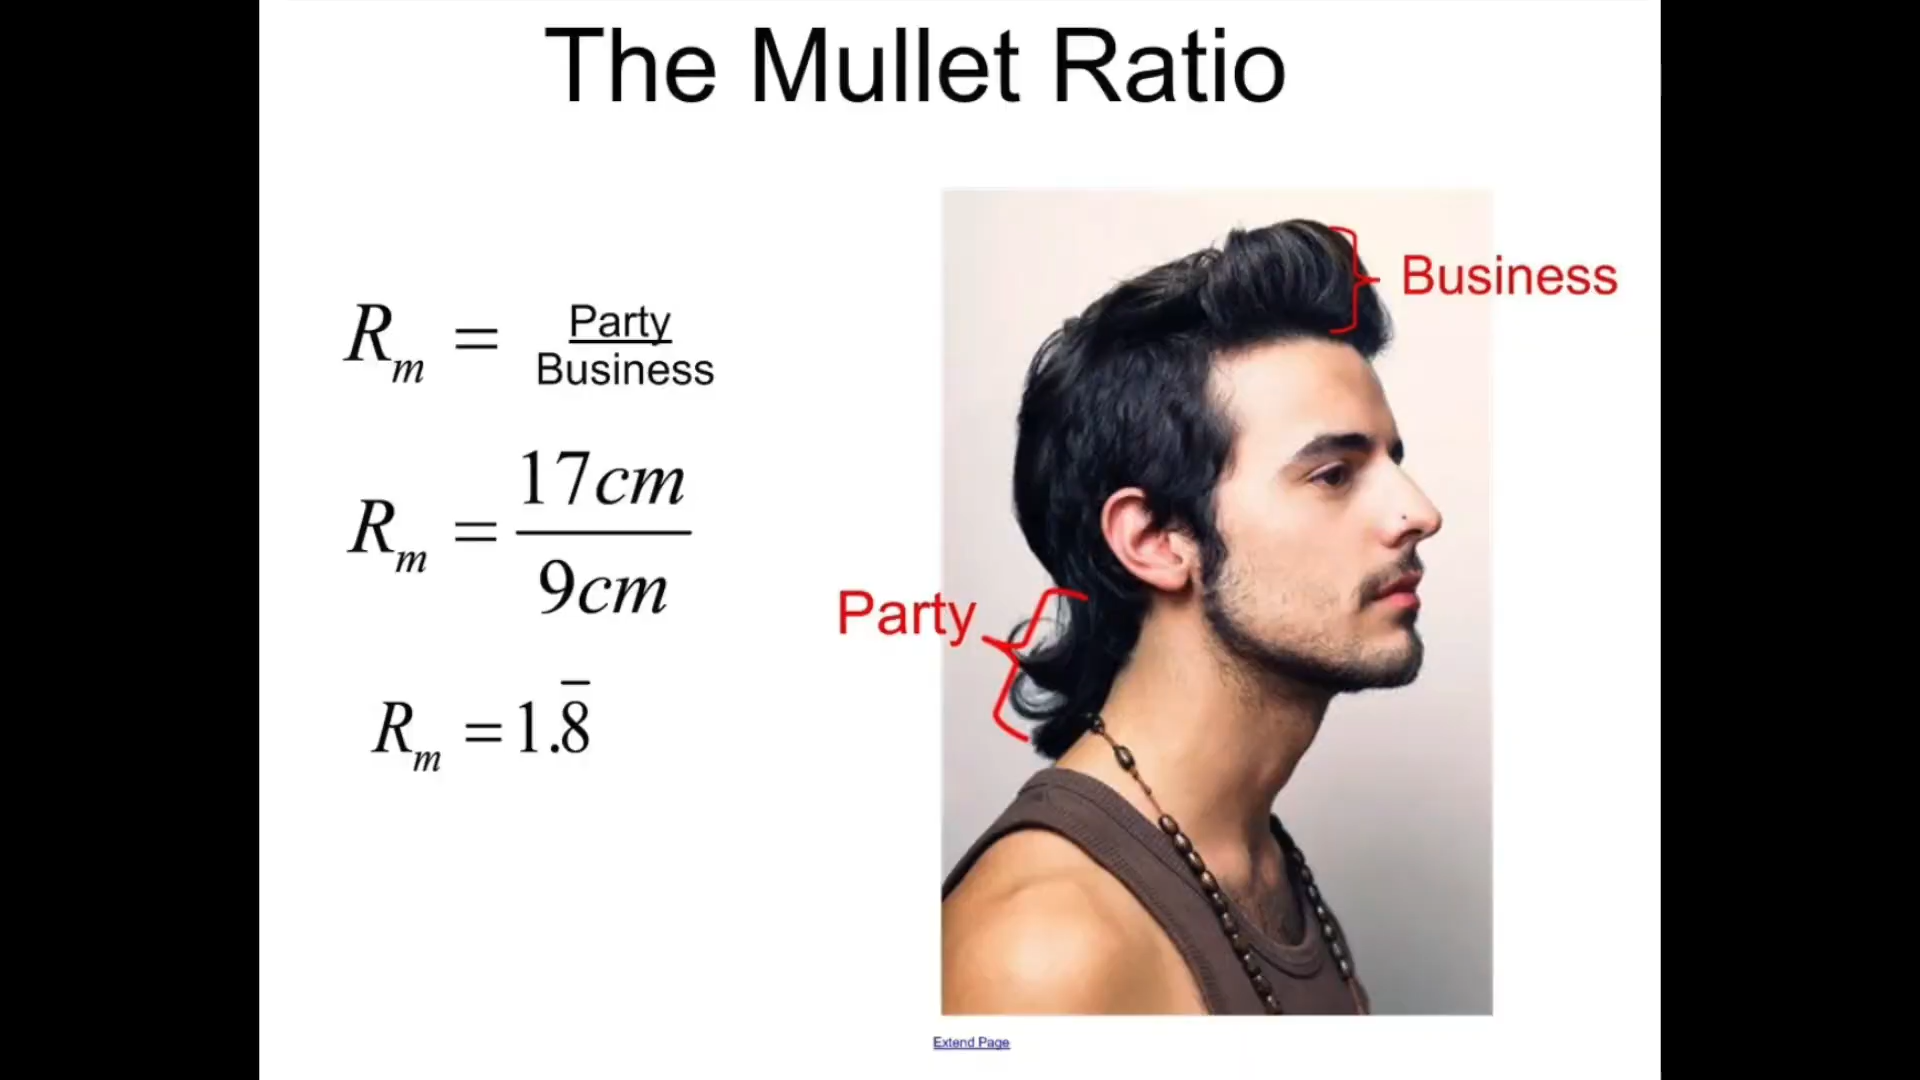 The Mullet Ratio
R_m = Party
Business
R_m = 17cm
9cm
R_m = 1.8̅
Business
Party
Extend Page